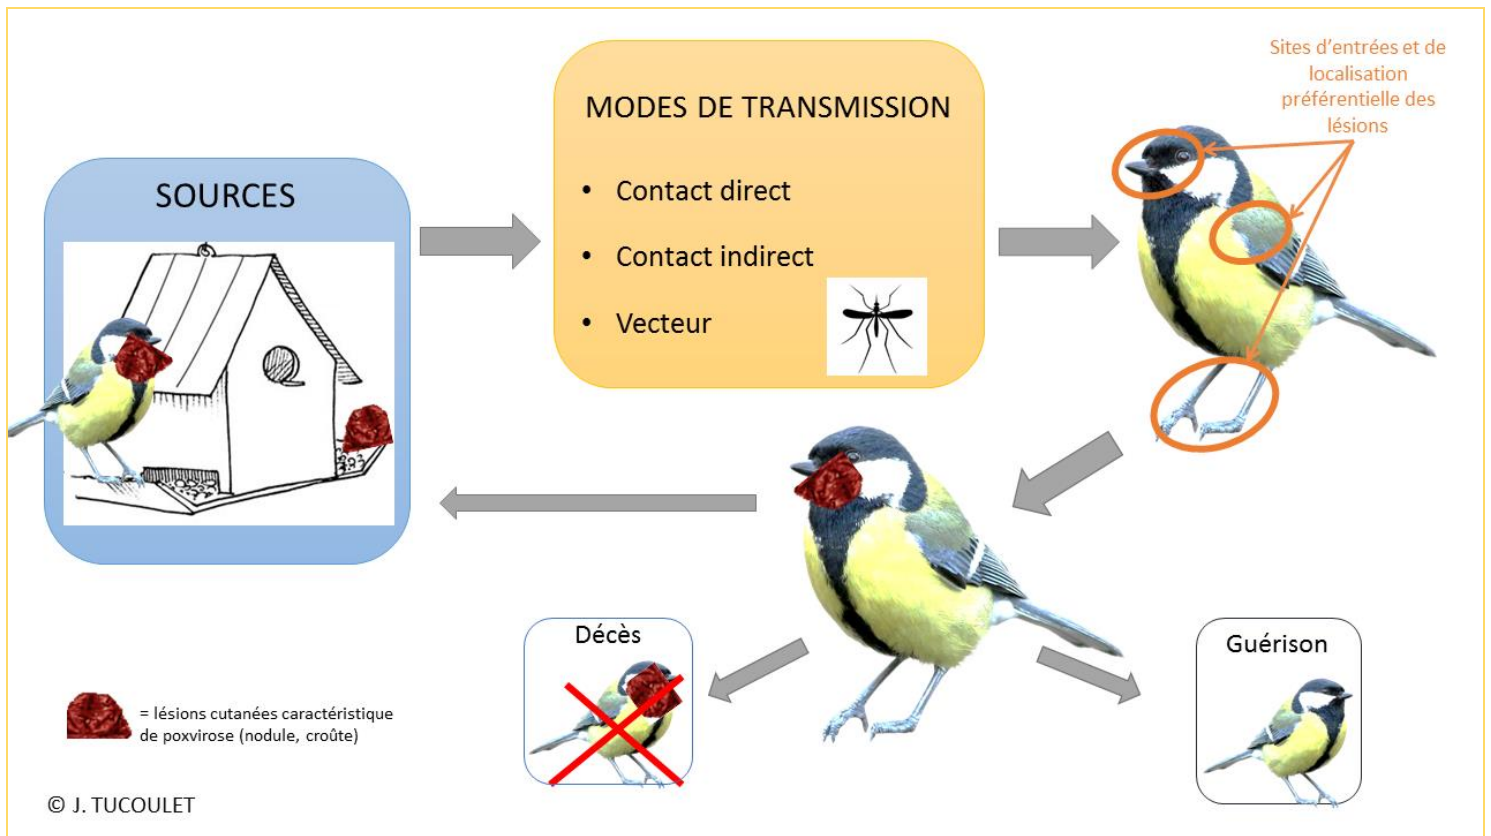 SOURCES
MODES DE TRANSMISSION
• Contact direct
• Contact indirect
• Vecteur
Sites d'entrées et de
localisation
préférentielle des
lésions
Décès
Guérison
= lésions cutanées caractéristique
de poxvirose (nodule, croûte)
© J. TUCOULET